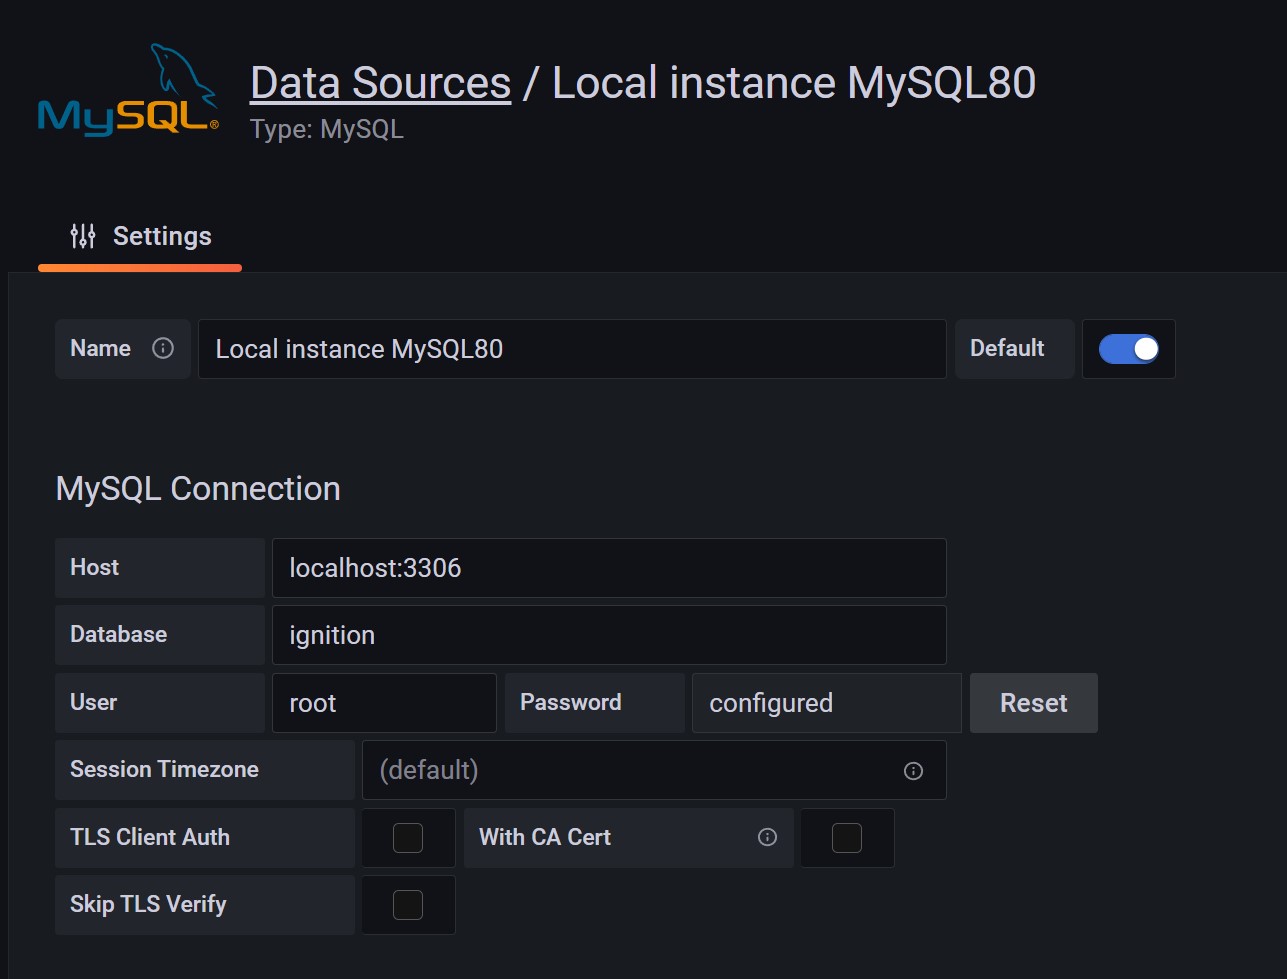 MySQL®
Data Sources / Local instance MySQL80
Type: MySQL
Settings
Name Local instance MySQL80 Default
MySQL Connection
Host localhost:3306
Database ignition
User root Password configured Reset
Session Timezone (default)
TLS Client Auth With CA Cert
Skip TLS Verify